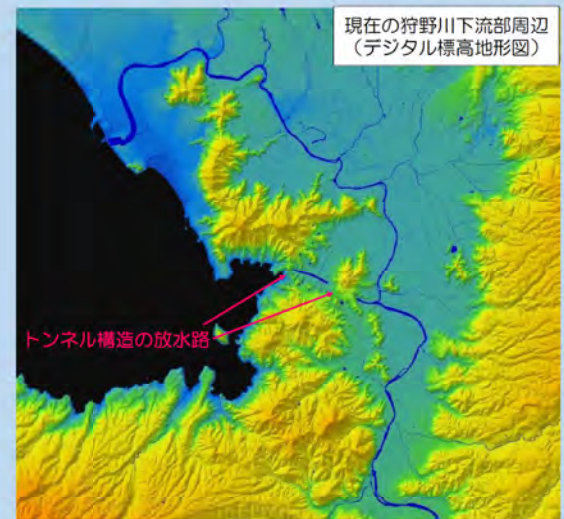 現在の狩野川下流部周辺
（デジタル標高地形図）
トンネル構造の放水路